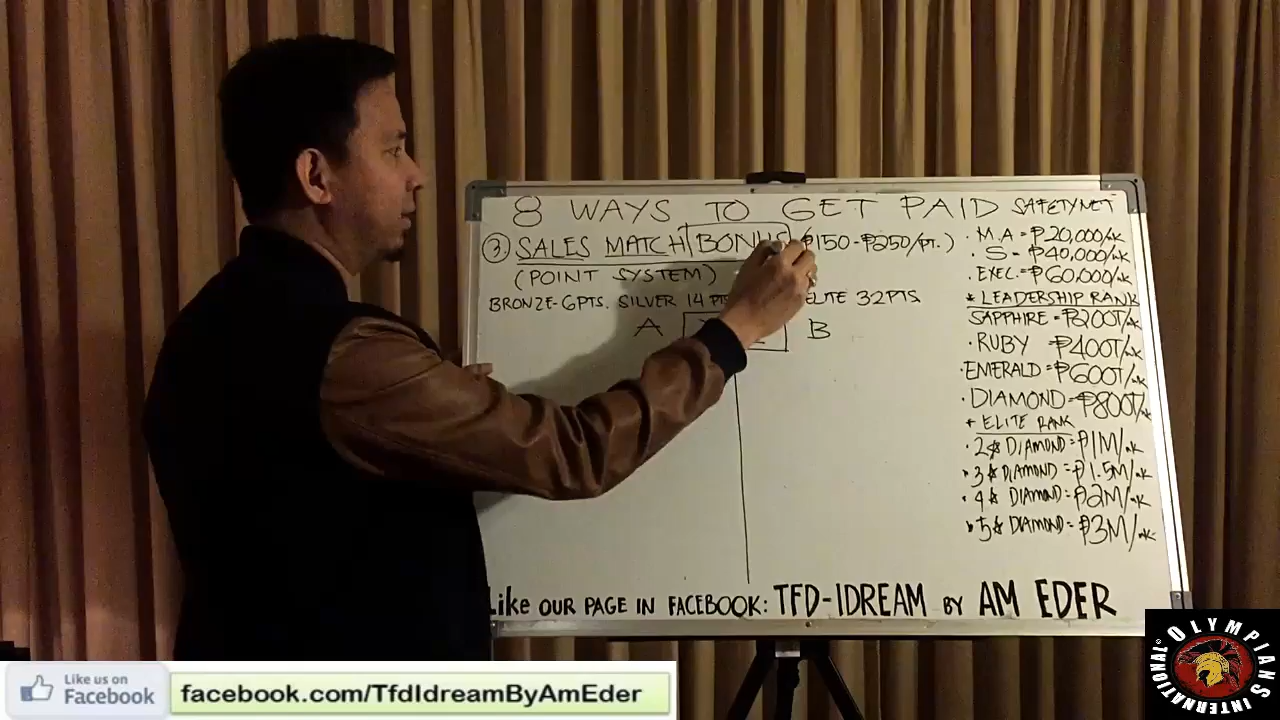 8 WAYS TO GET PAID
③ SALES MATCH BONUS (₱150-₱250/PT.)
(POINT SYSTEM)
BRONZE-6PTS. SILVER 14 PTS ELITE 32PTS
A B
SAFETYNET
· M.A = ₱20,000/wk
· S = ₱40,000/wk
· EXEC. = ₱60,000/wk
* LEADERSHIP RANK
SAPPHIRE = ₱200T/wk
· RUBY ₱400T/wk
· EMERALD = ₱600T/wk
· DIAMOND = ₱800T/wk
+ ELITE RANK
· 2☆ DIAMOND = ₱1M/wk
· 3☆ DIAMOND = ₱1.5M/wk
· 4☆ DIAMOND = ₱2M/wk
· 5☆ DIAMOND = ₱3M/wk
Like OUR PAGE IN FACEBOOK: TFD-IDREAM BY AM EDER
Like us on
Facebook
facebook.com/TfdIdreamByAmEder
OLYMPIANS INTERNATIONAL